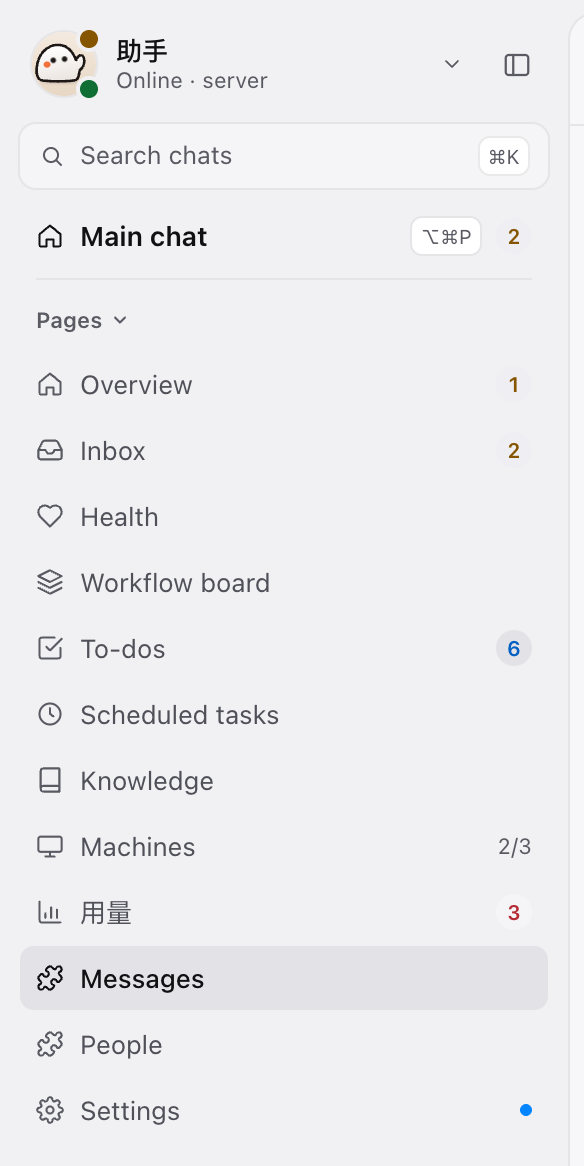 助手
Online · server
Search chats ⌘K
Main chat ⌥⌘P 2
Pages
Overview 1
Inbox 2
Health
Workflow board
To-dos 6
Scheduled tasks
Knowledge
Machines 2/3
用量 3
Messages
People
Settings